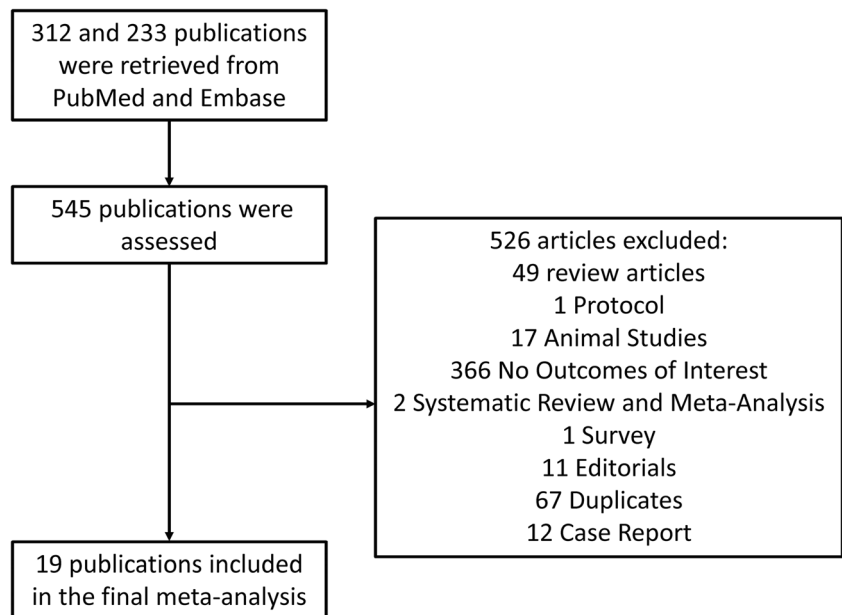 312 and 233 publications
were retrieved from
PubMed and Embase
545 publications were
assessed
526 articles excluded:
49 review articles
1 Protocol
17 Animal Studies
366 No Outcomes of Interest
2 Systematic Review and Meta-Analysis
1 Survey
11 Editorials
67 Duplicates
12 Case Report
19 publications included
in the final meta-analysis